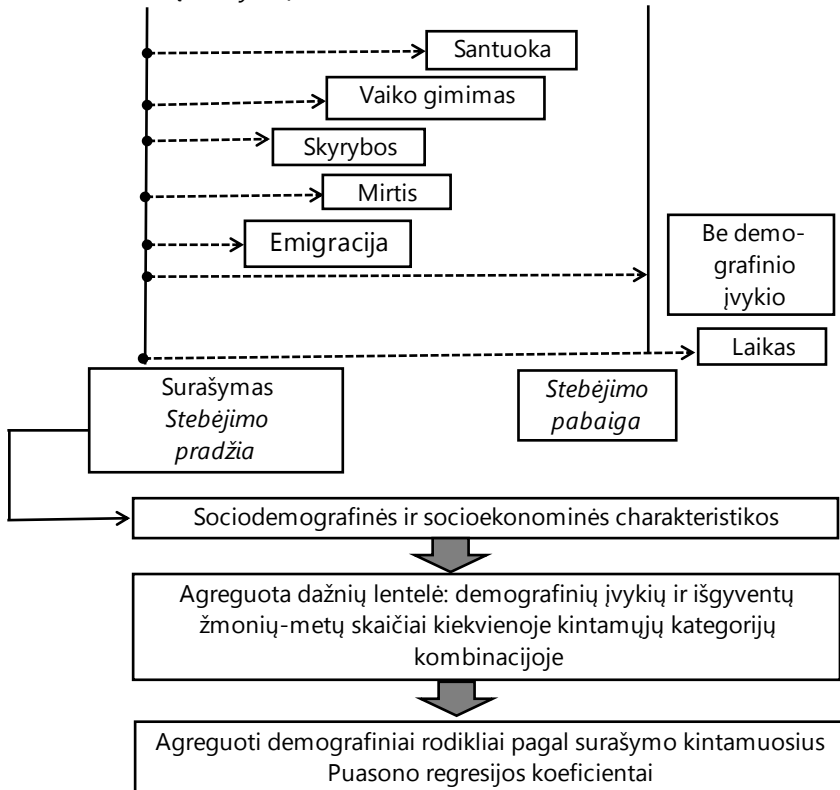 Santuoka
Vaiko gimimas
Skyrybos
Mirtis
Emigracija
Be demo-
grafinio
įvykio
Laikas
Surašymas
Stebėjimo
pradžia
Stebėjimo
pabaiga
Sociodemografinės ir socioekonominės charakteristikos
Agreguota dažnių lentelė: demografinių įvykių ir išgyventų
žmonių-metų skaičiai kiekvienoje kintamųjų kategorijų
kombinacijoje
Agreguoti demografiniai rodikliai pagal surašymo kintamuosius
Puasono regresijos koeficientai